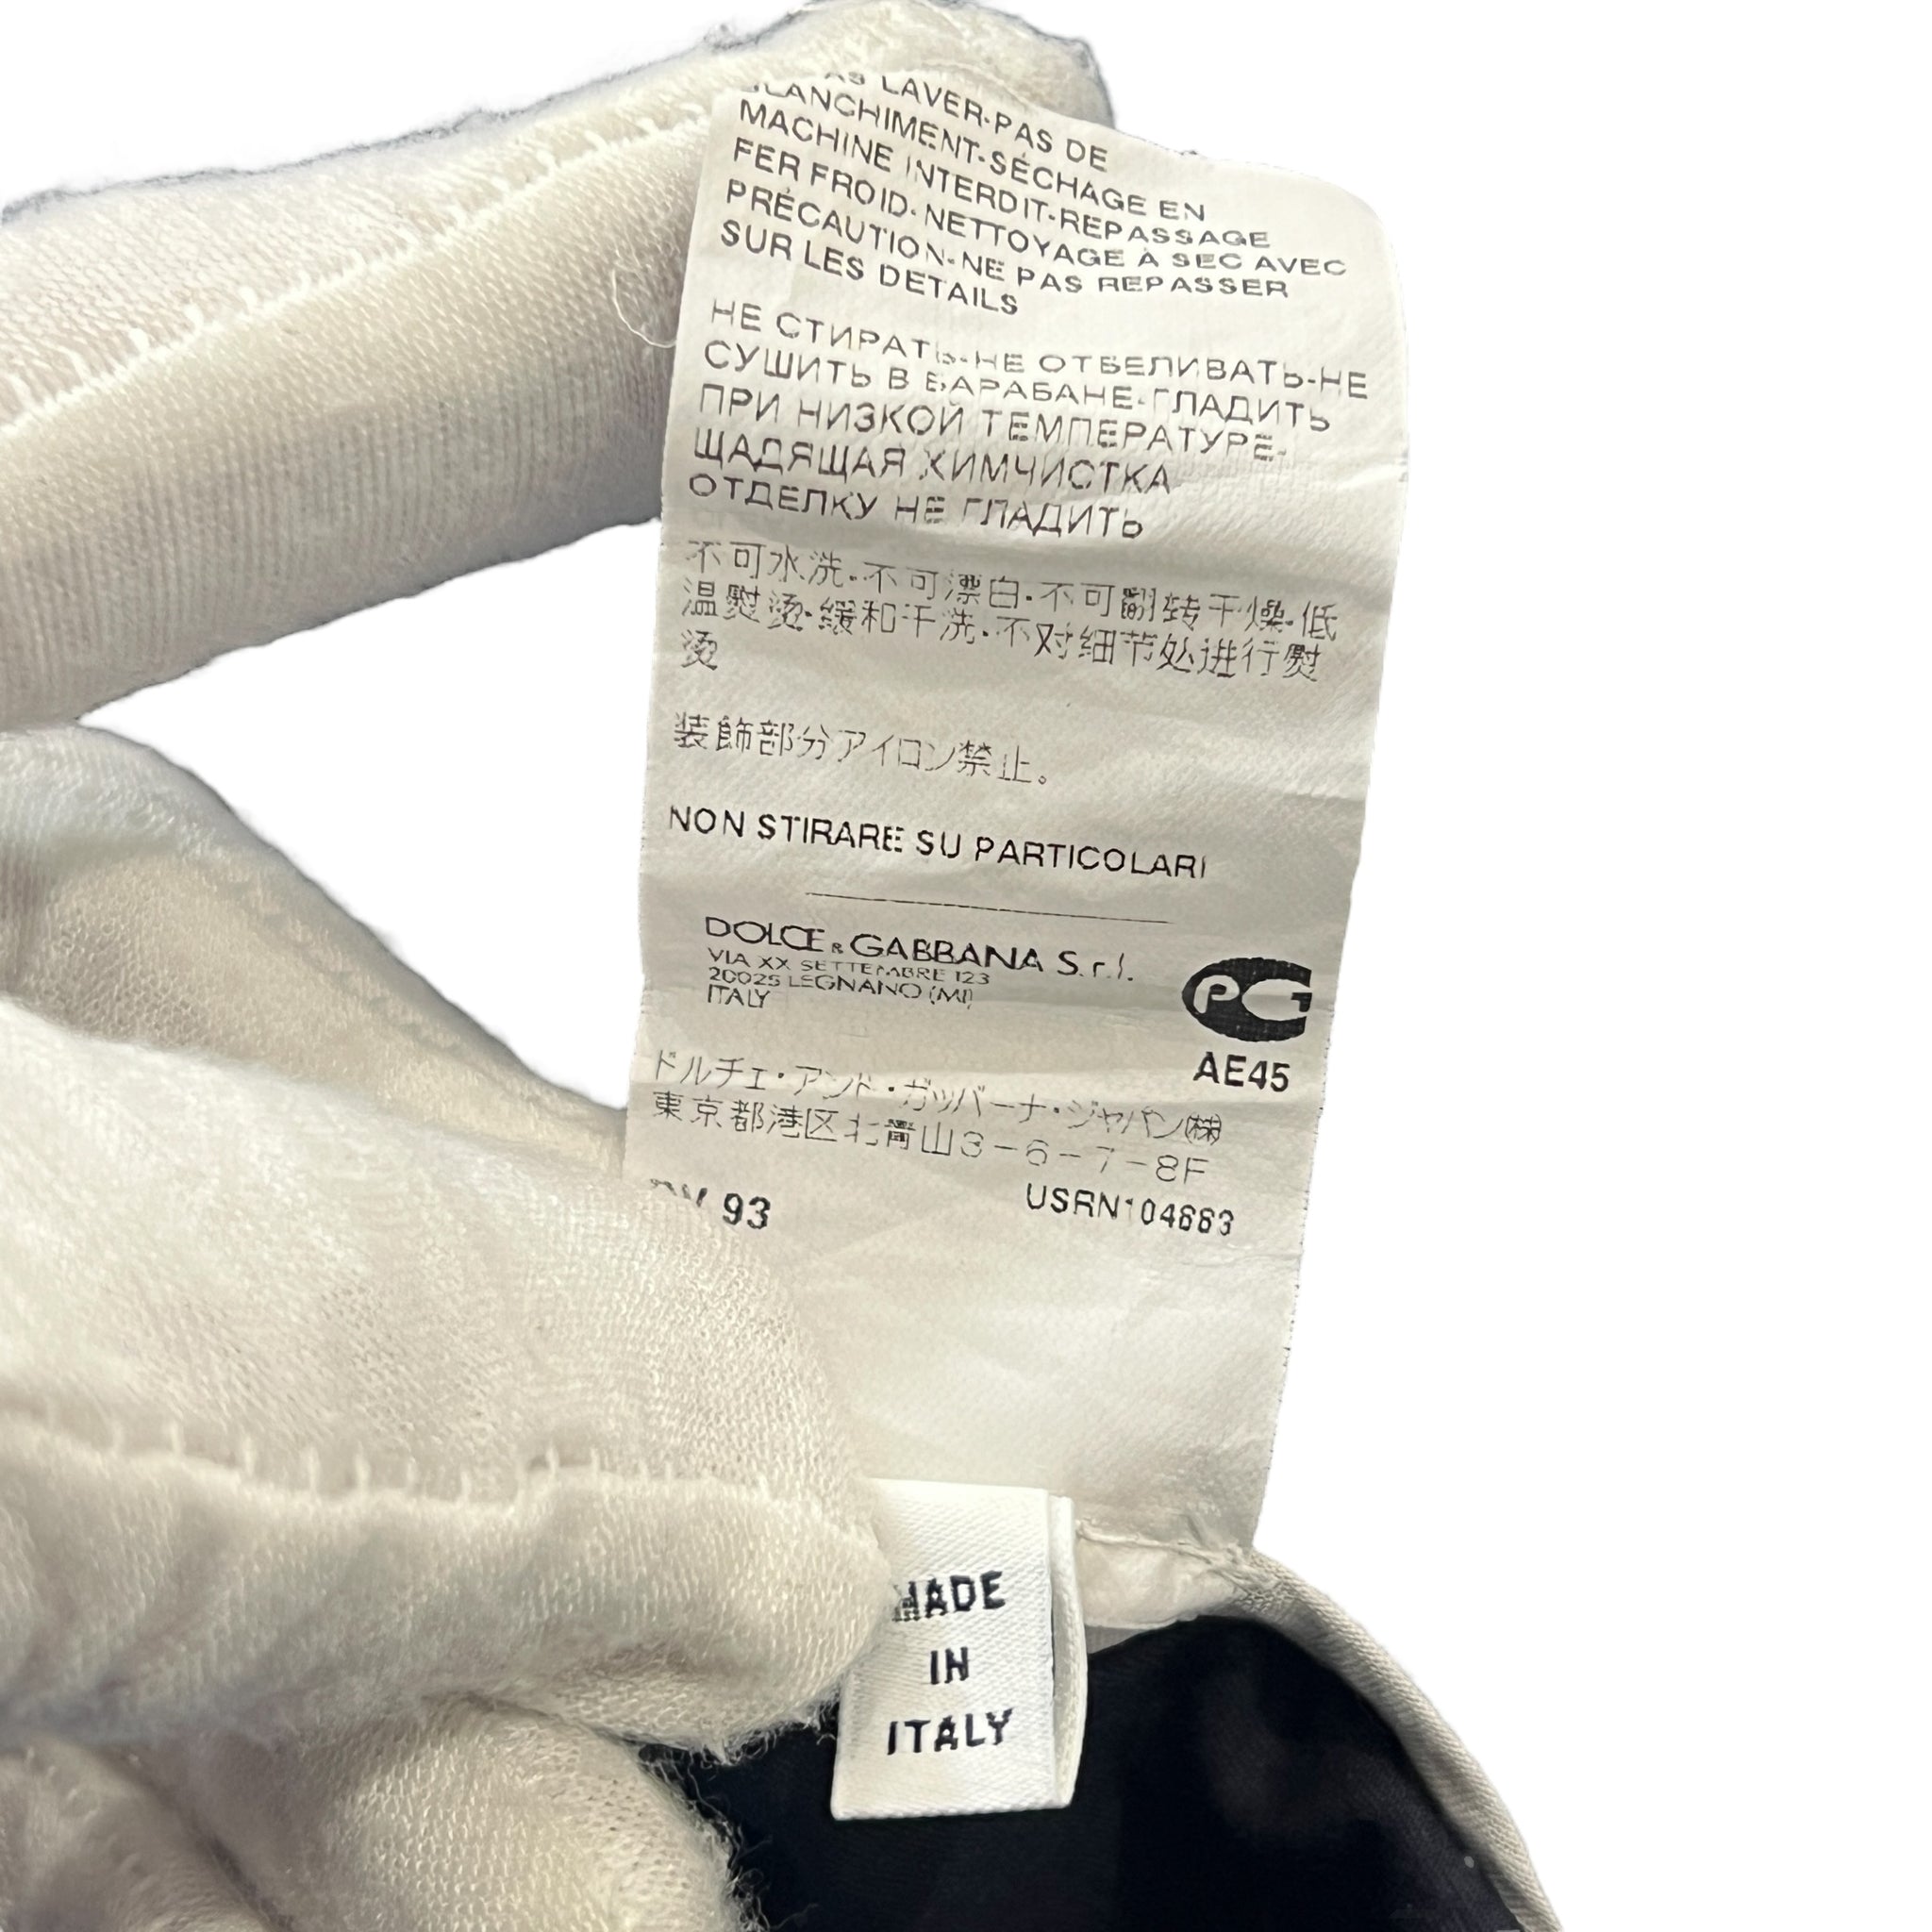 LAVER-PAS DE
BLANCHIMENT-SÉCHAGE EN
MACHINE INTERDIT-REPASSAGE
FER FROID-NETTOYAGE À SEC AVEC
PRÉCAUTION-NE PAS REPASSER
SUR LES DETAILS
НЕ СТИРАТЬ-НЕ ОТБЕЛИВАТЬ-НЕ
СУШИТЬ В БАРАБАНЕ-ГЛАДИТЬ
ПРИ НИЗКОЙ ТЕМПЕРАТУРЕ-
ЩАДЯЩАЯ ХИМЧИСТКА
ОТДЕЛКУ НЕ ГЛАДИТЬ
不可水洗·不可漂白·不可翻转干燥·低
温熨烫·缓和干洗·不对细节处进行熨
烫
装飾部分アイロン禁止。
NON STIRARE SU PARTICOLARI
DOLCE & GABBANA S.r.l.
VIA XX SETTEMBRE 123
20025 LEGNANO (MI)
ITALY
PG
AE45
ドルチェ・アンド・ガッバーナ・ジャパン㈱
東京都港区北青山3-6-7-8F
93
USRN104663
MADE
IN
ITALY